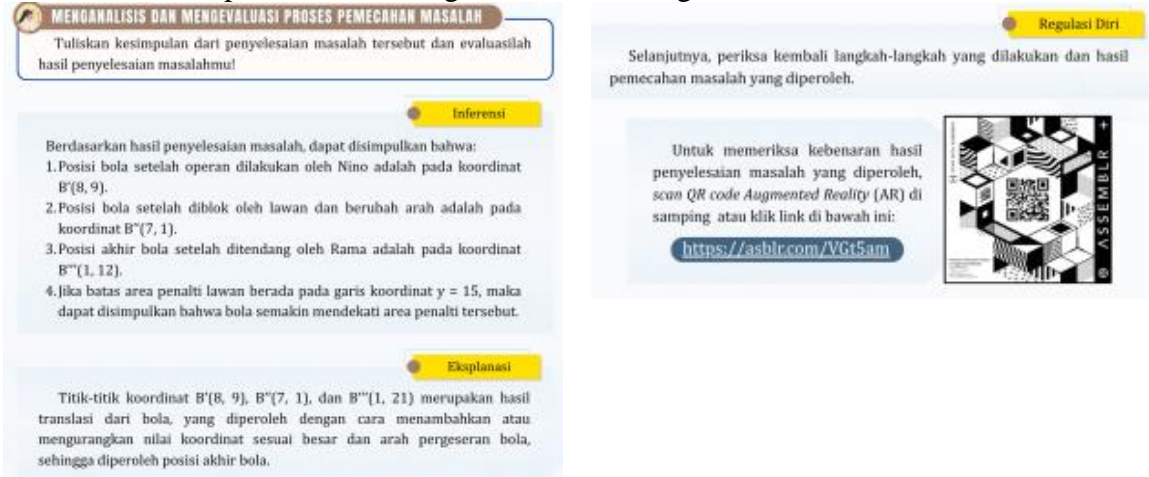 MENGANALISIS DAN MENGEVALUASI PROSES PEMECAHAN MASALAH
Tuliskan kesimpulan dari penyelesaian masalah tersebut dan evaluasilah
hasil penyelesaian masalahmu!
Inferensi
Berdasarkan hasil penyelesaian masalah, dapat disimpulkan bahwa:
1. Posisi bola setelah operan dilakukan oleh Nino adalah pada koordinat
B'(8, 9).
2. Posisi bola setelah diblok oleh lawan dan berubah arah adalah pada
koordinat B"(7, 1).
3. Posisi akhir bola setelah ditendang oleh Rama adalah pada koordinat
B"'(1, 12).
4. Jika batas area penalti lawan berada pada garis koordinat y = 15, maka
dapat disimpulkan bahwa bola semakin mendekati area penalti tersebut.
Eksplanasi
Titik-titik koordinat B'(8, 9), B"(7, 1), dan B"'(1, 21) merupakan hasil
translasi dari bola, yang diperoleh dengan cara menambahkan atau
mengurangkan nilai koordinat sesuai besar dan arah pergeseran bola,
sehingga diperoleh posisi akhir bola.
Regulasi Diri
Selanjutnya, periksa kembali langkah-langkah yang dilakukan dan hasil
pemecahan masalah yang diperoleh.
Untuk memeriksa kebenaran hasil
penyelesaian masalah yang diperoleh,
scan QR code Augmented Reality (AR) di
samping atau klik link di bawah ini:
https://asblr.com/VGt5am
ASSEMBLR